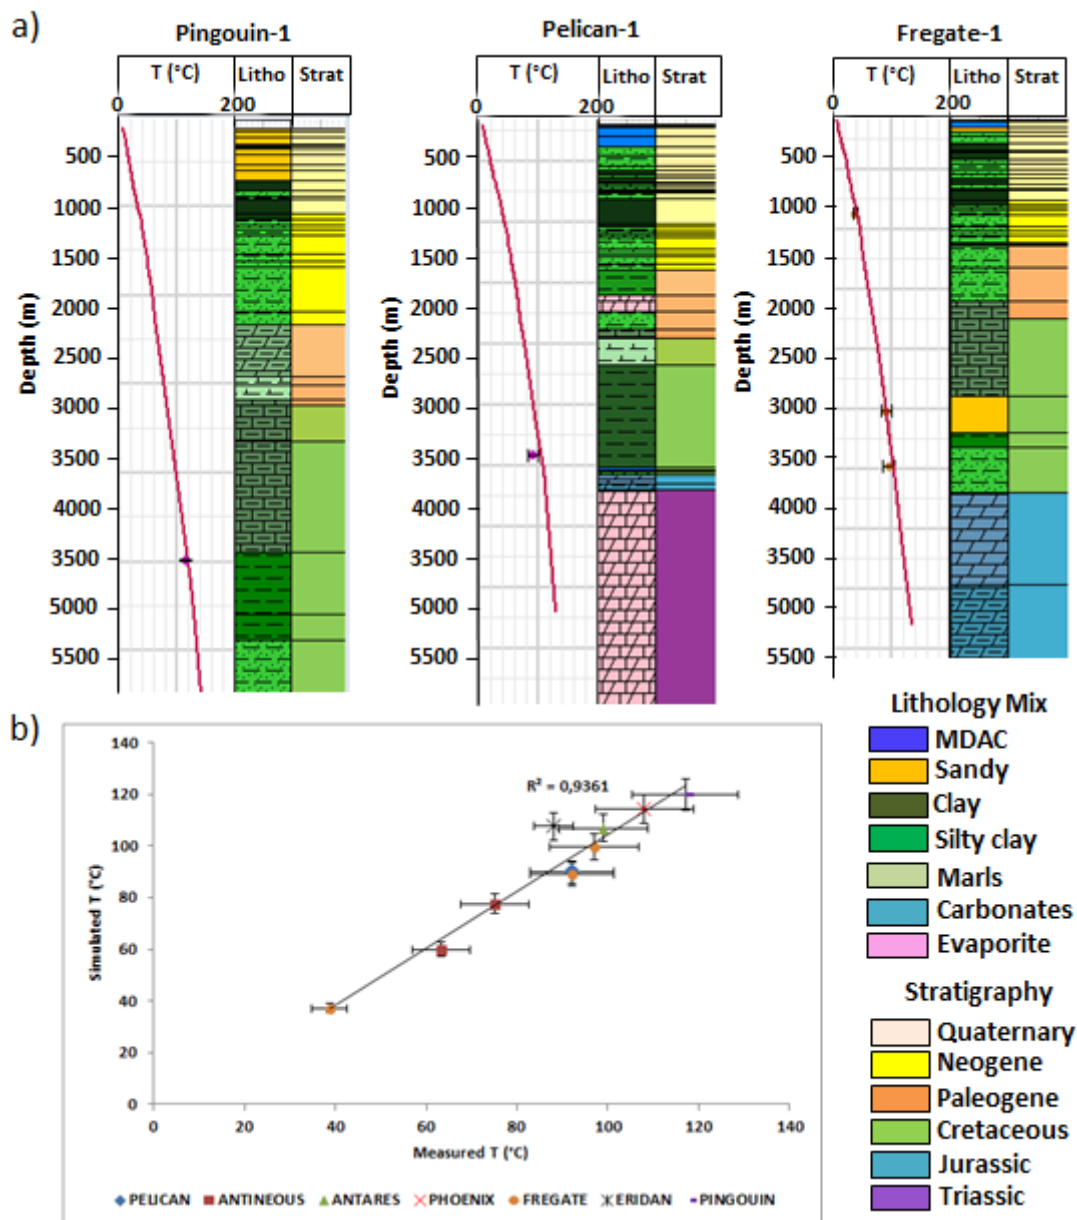 a)
Pingouin-1
Pelican-1
Fregate-1
T (°C) Litho Strat
T (°C) Litho Strat
T (°C) Litho Strat
0 200
0 200
0 200
Depth (m)
500
1000
1500
2000
2500
3000
3500
4000
3500
5000
5500
Depth (m)
500
1000
1500
2000
2500
3000
3500
4000
4500
5000
5500
Depth (m)
500
1000
1500
2000
2500
3000
3500
4000
4500
5000
5500
b)
140
120
100
80
60
40
20
0
Simulated T (°C)
R² = 0,9361
0 20 40 60 80 100 120 140
Measured T (°C)
PELICAN ANTINEOUS ANTARES PHOENIX FREGATE ERIDAN PINGOUIN
Lithology Mix
MDAC
Sandy
Clay
Silty clay
Marls
Carbonates
Evaporite
Stratigraphy
Quaternary
Neogene
Paleogene
Cretaceous
Jurassic
Triassic